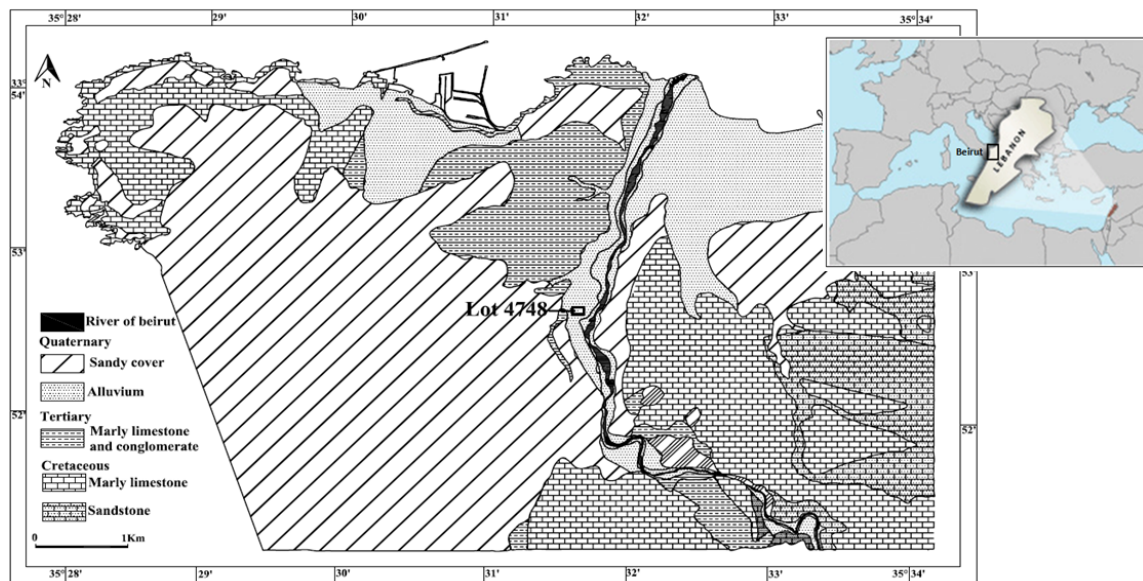 35° 28'
29'
30'
31'
32'
33'
35° 34'
N
33°
54'
53'
52'
53
52'
Lot 4748
River of beirut
Quaternary
Sandy cover
Alluvium
Tertiary
Marly limestone
and conglomerate
Cretaceous
Marly limestone
Sandstone
0 1Km
35° 28'
29'
30'
31'
32'
33'
35° 34'
Beirut
LEBANON